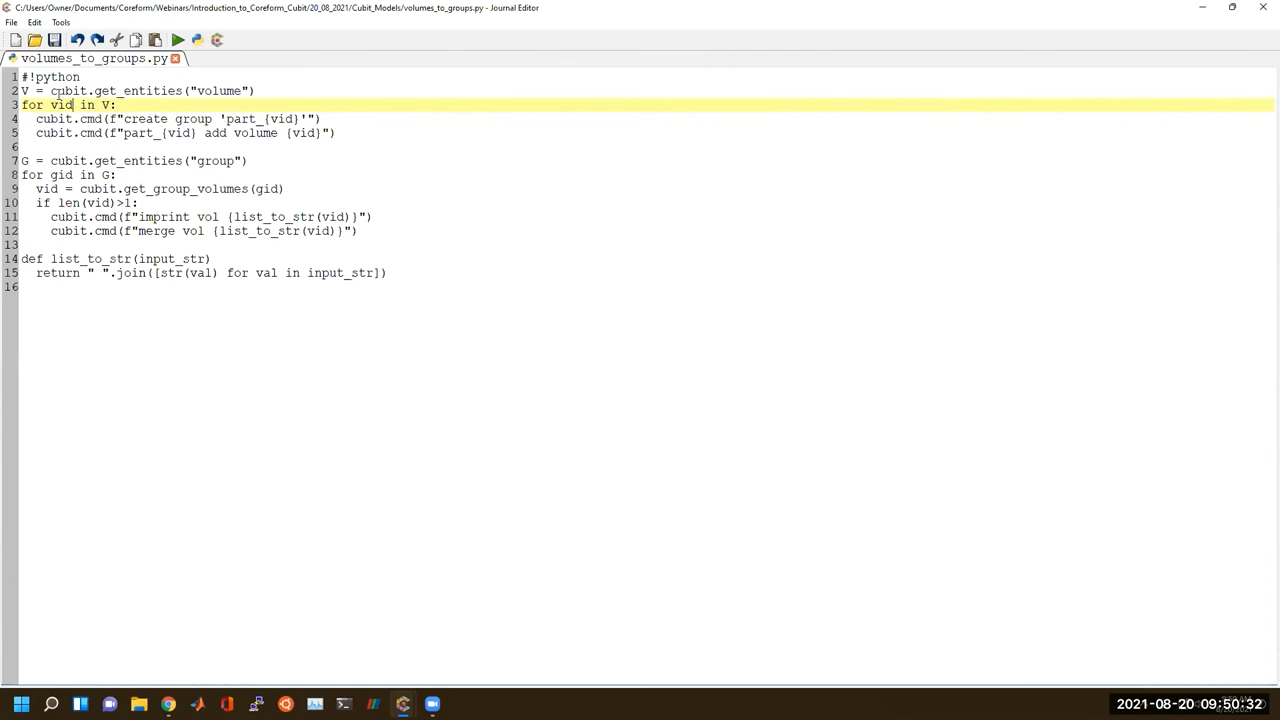 C:/Users/Owner/Documents/Coreform/Webinars/Introduction_to_Coreform_Cubit/20_08_2021/Cubit_Models/volumes_to_groups.py - Journal Editor
File Edit Tools
volumes_to_groups.py
1 #!python
2 V = cubit.get_entities("volume")
3 for vid in V:
4   cubit.cmd(f"create group 'part_{vid}'")
5   cubit.cmd(f"part_{vid} add volume {vid}")
6
7 G = cubit.get_entities("group")
8 for gid in G:
9   vid = cubit.get_group_volumes(gid)
10   if len(vid)>1:
11     cubit.cmd(f"imprint vol {list_to_str(vid)}")
12     cubit.cmd(f"merge vol {list_to_str(vid)}")
13
14 def list_to_str(input_str)
15   return " ".join([str(val) for val in input_str])
16
2021-08-20 09:50:32